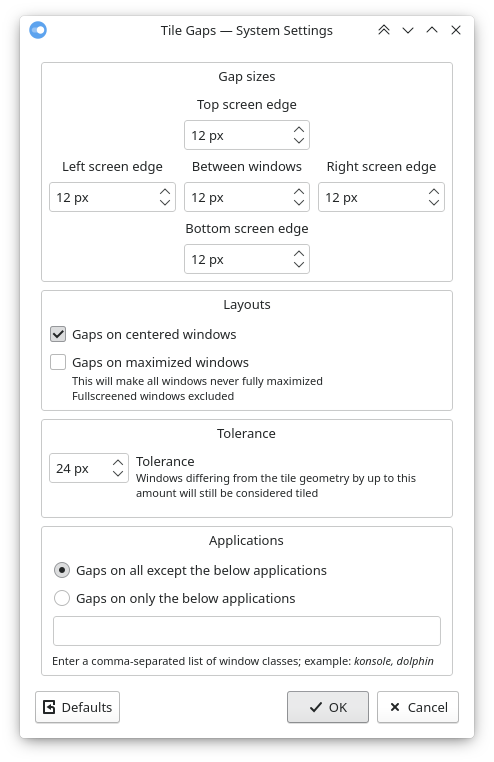 Tile Gaps — System Settings
Gap sizes
Top screen edge
12 px
Left screen edge Between windows Right screen edge
12 px 12 px 12 px
Bottom screen edge
12 px
Layouts
Gaps on centered windows
Gaps on maximized windows
This will make all windows never fully maximized
Fullscreened windows excluded
Tolerance
24 px Tolerance
Windows differing from the tile geometry by up to this
amount will still be considered tiled
Applications
Gaps on all except the below applications
Gaps on only the below applications
Enter a comma-separated list of window classes; example: konsole, dolphin
Defaults OK Cancel